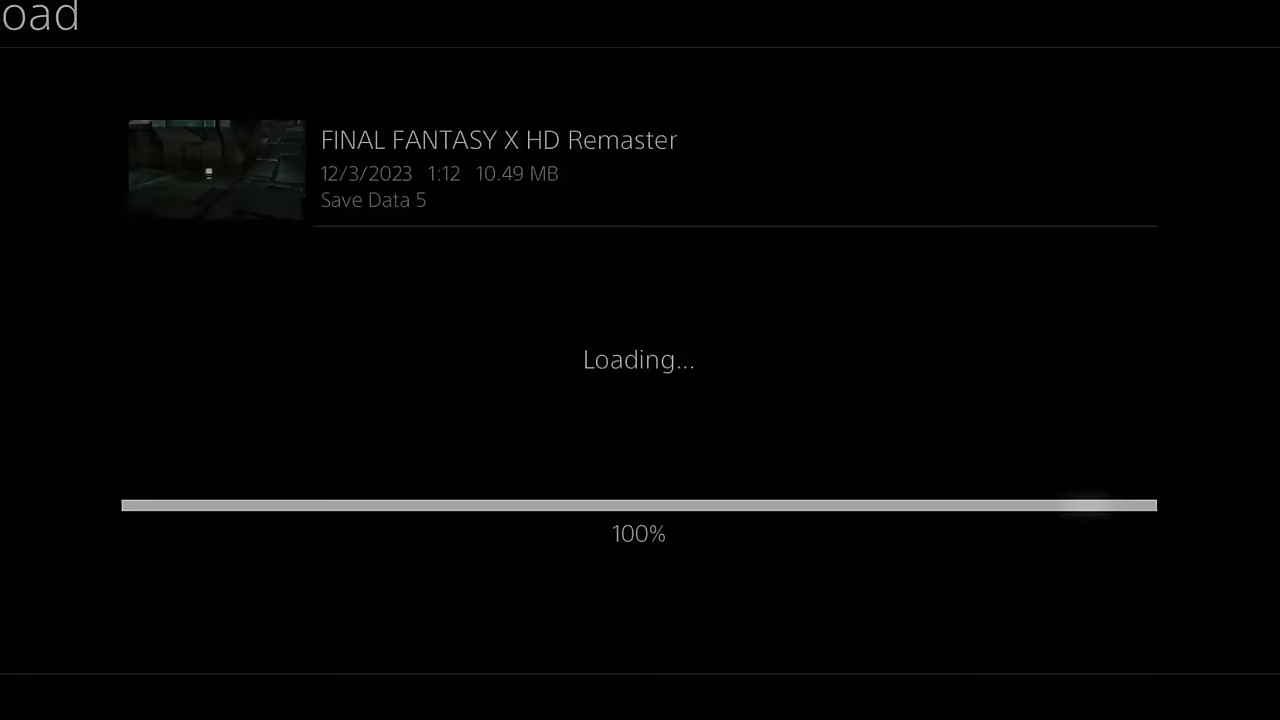 oad
FINAL FANTASY X HD Remaster
12/3/2023 1:12 10.49 MB
Save Data 5
Loading...
100%